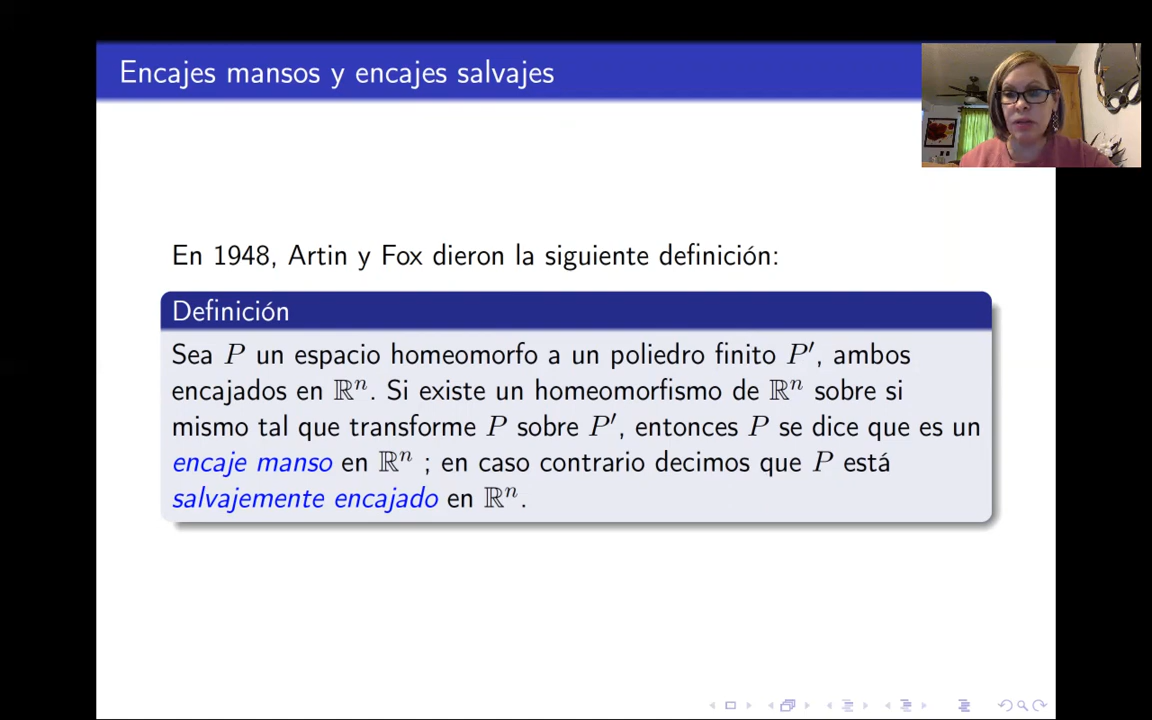 Encajes mansos y encajes salvajes
En 1948, Artin y Fox dieron la siguiente definición:
Definición
Sea P un espacio homeomorfo a un poliedro finito P′, ambos
encajados en ℝⁿ. Si existe un homeomorfismo de ℝⁿ sobre si
mismo tal que transforme P sobre P′, entonces P se dice que es un
encaje manso en ℝⁿ ; en caso contrario decimos que P está
salvajemente encajado en ℝⁿ.